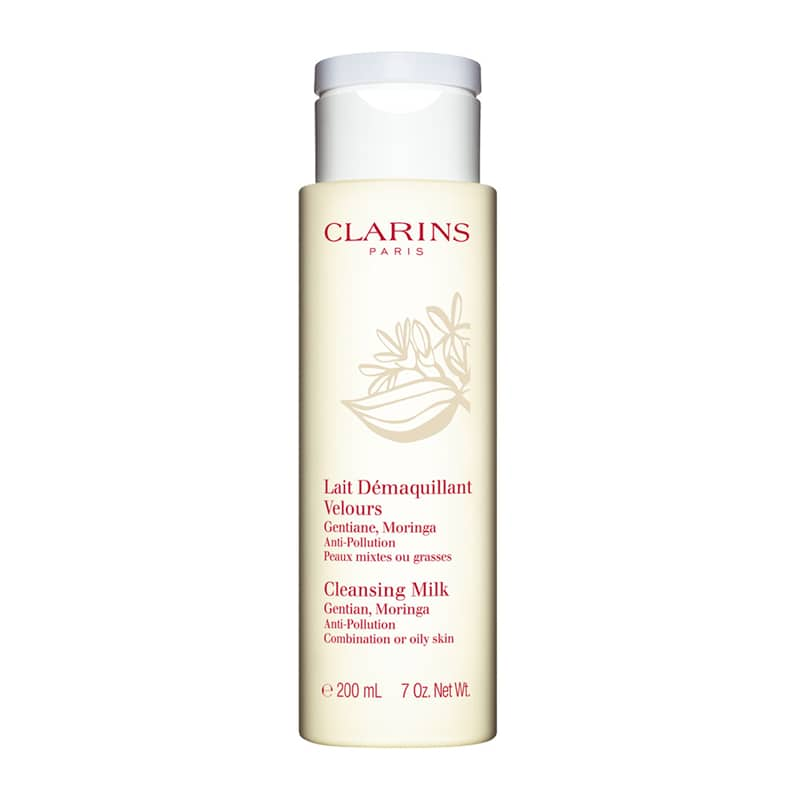 CLARINS
PARIS
Lait Démaquillant
Velours
Gentiane, Moringa
Anti-Pollution
Peaux mixtes ou grasses
Cleansing Milk
Gentian, Moringa
Anti-Pollution
Combination or oily skin
℮ 200 mL 7 Oz. Net Wt.